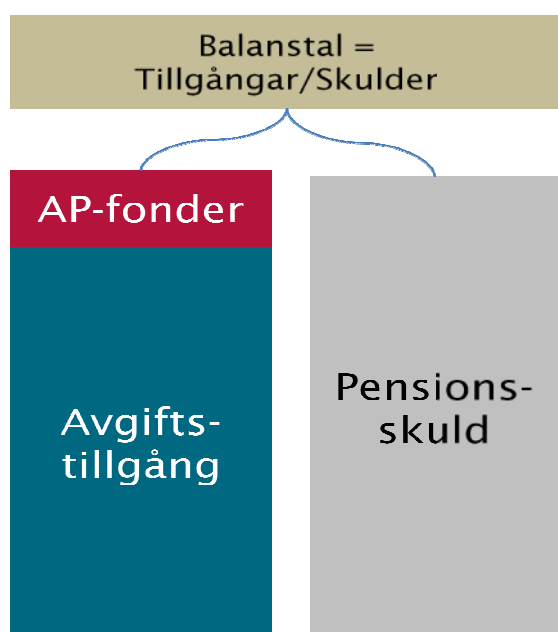 Balanstal =
Tillgångar/Skulder
AP-fonder
Avgifts-
tillgång
Pensions-
skuld